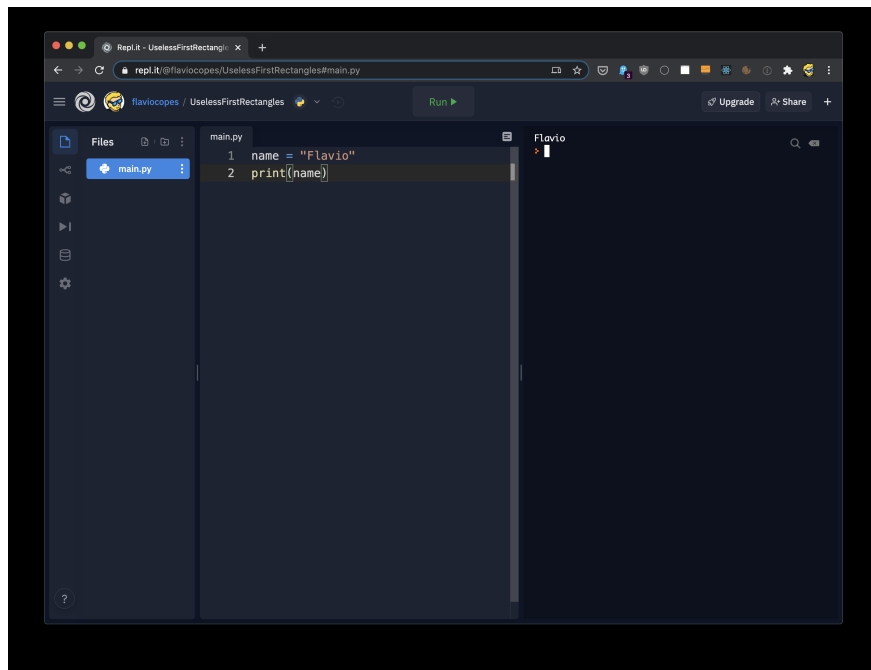 Repl.it - UselessFirstRectangle
repl.it/@flaviocopes/UselessFirstRectangles#main.py
3
flaviocopes / UselessFirstRectangles
Run
Upgrade
Share
Files
main.py
main.py
1 name = "Flavio"
2 print(name)
Flavio
?